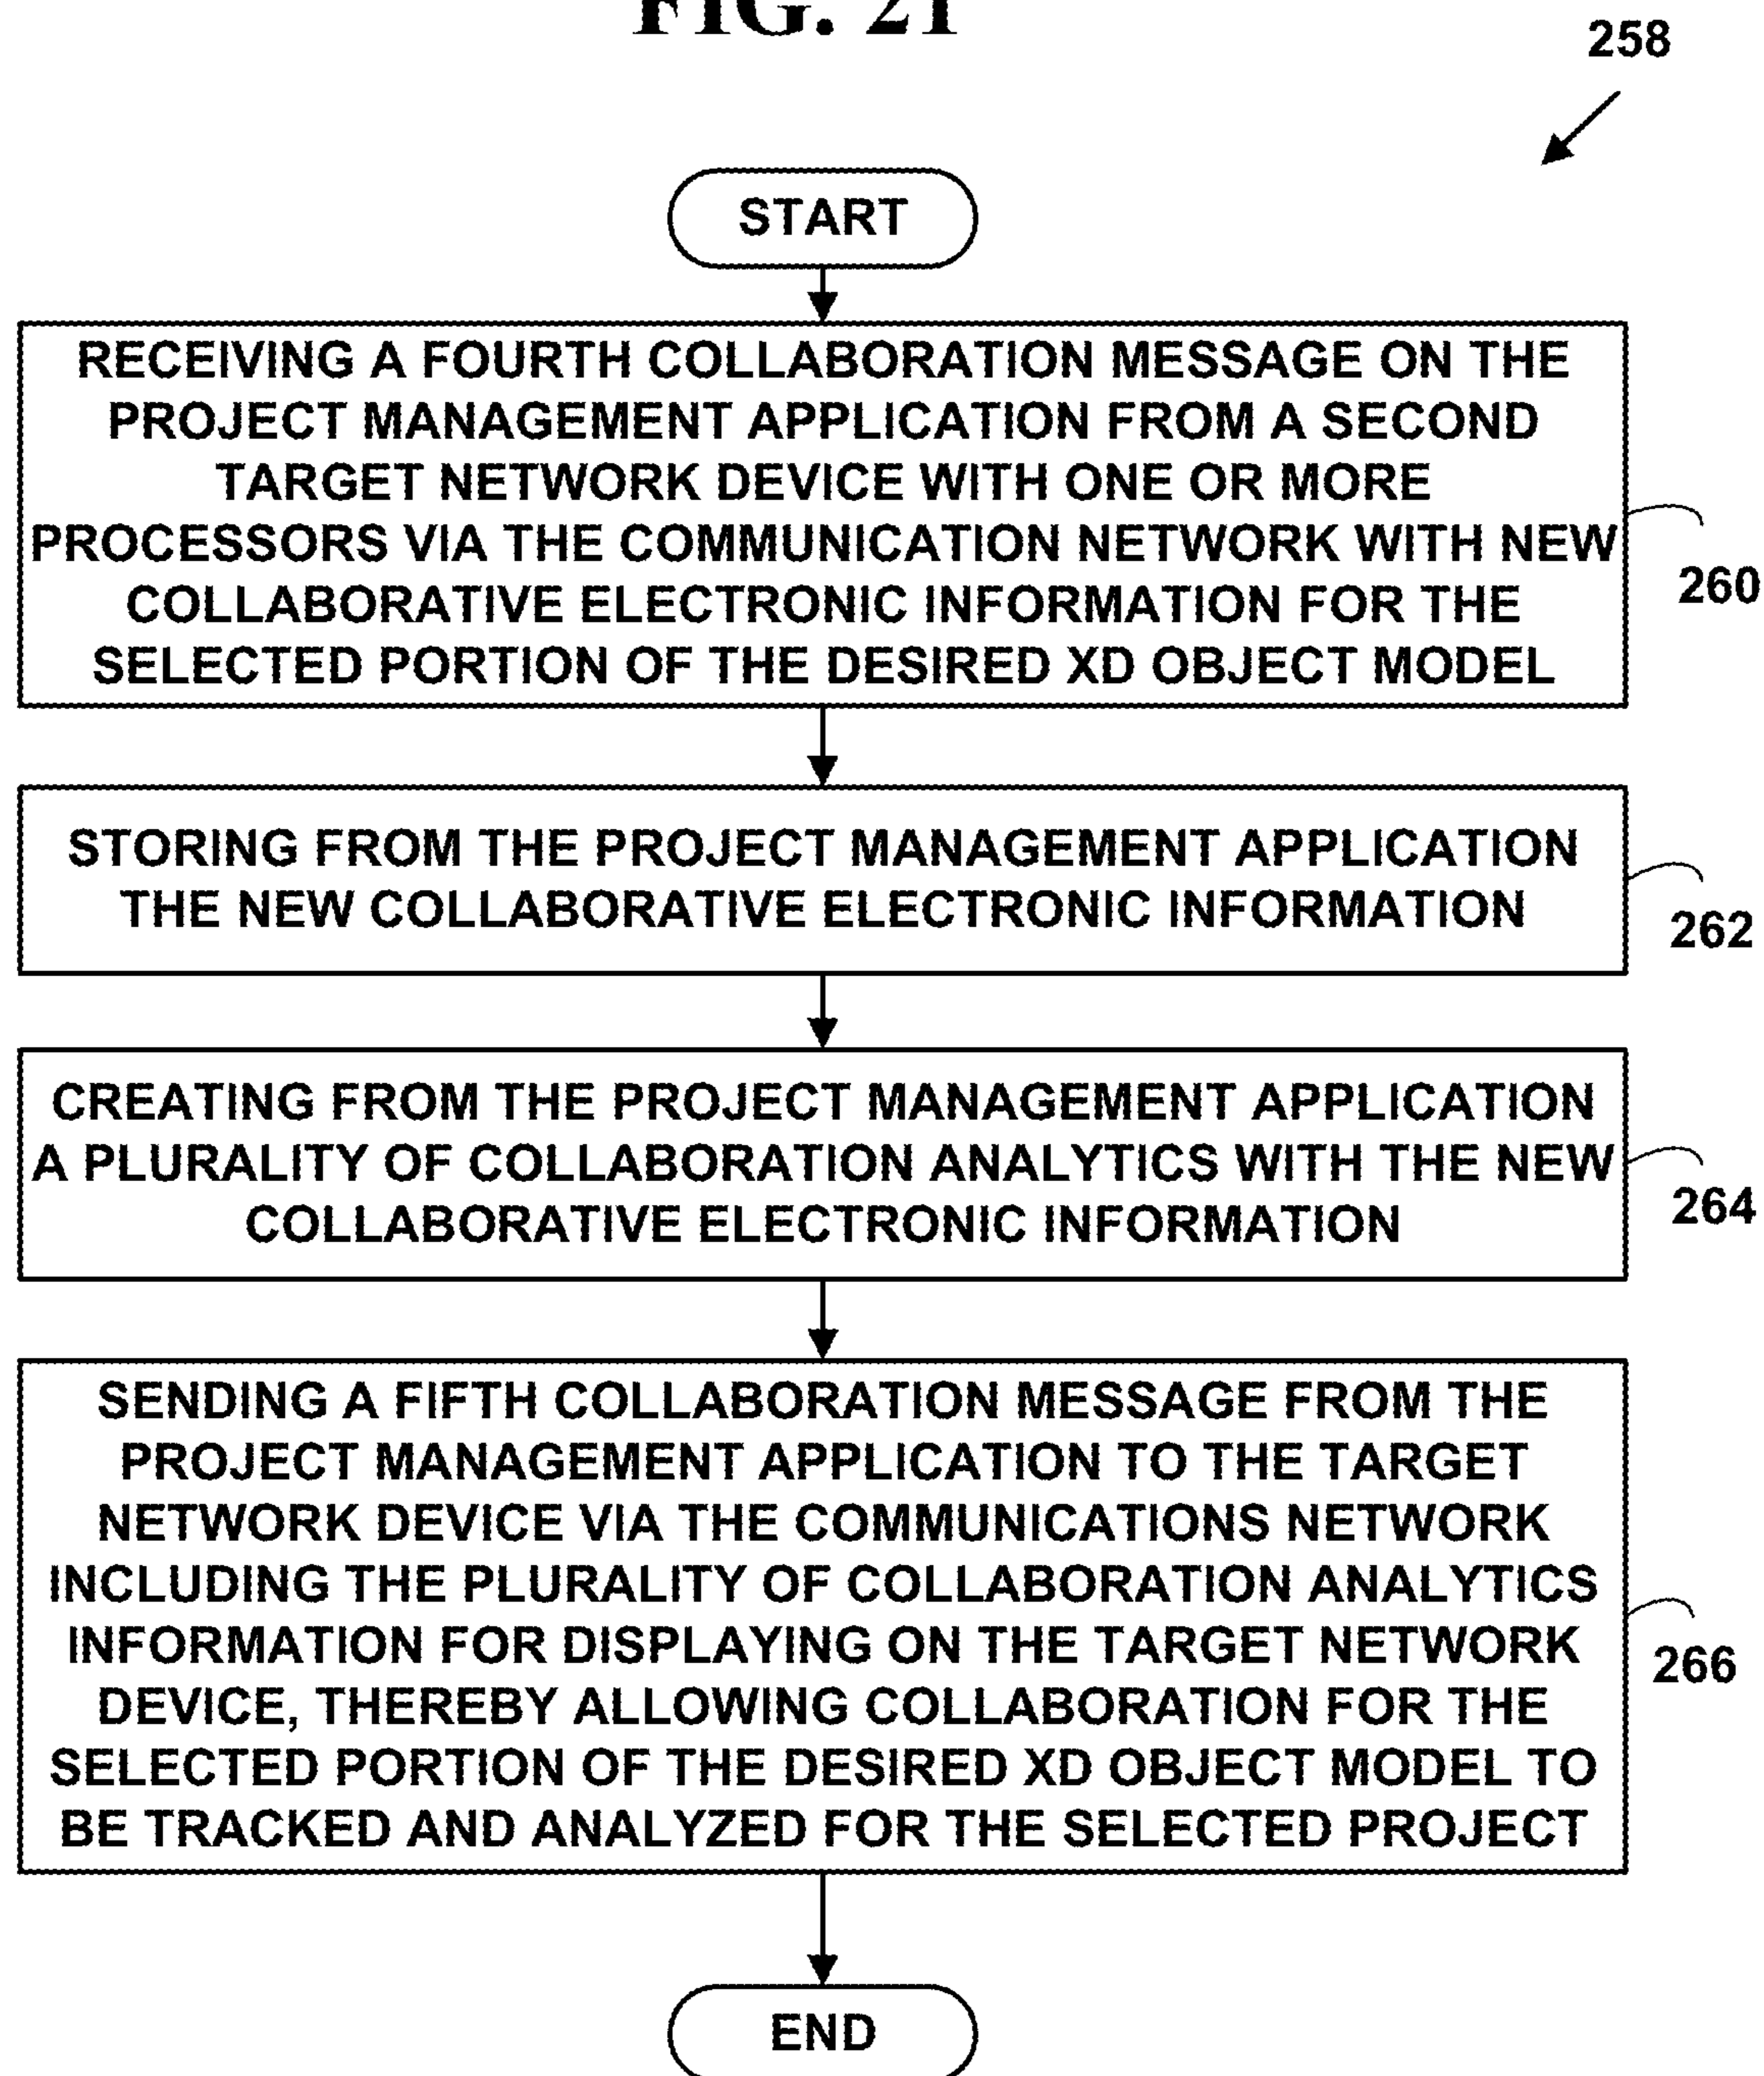 FIG. 21
258
START
RECEIVING A FOURTH COLLABORATION MESSAGE ON THE
PROJECT MANAGEMENT APPLICATION FROM A SECOND
TARGET NETWORK DEVICE WITH ONE OR MORE
PROCESSORS VIA THE COMMUNICATION NETWORK WITH NEW
COLLABORATIVE ELECTRONIC INFORMATION FOR THE
SELECTED PORTION OF THE DESIRED XD OBJECT MODEL
260
STORING FROM THE PROJECT MANAGEMENT APPLICATION
THE NEW COLLABORATIVE ELECTRONIC INFORMATION
262
CREATING FROM THE PROJECT MANAGEMENT APPLICATION
A PLURALITY OF COLLABORATION ANALYTICS WITH THE NEW
COLLABORATIVE ELECTRONIC INFORMATION
264
SENDING A FIFTH COLLABORATION MESSAGE FROM THE
PROJECT MANAGEMENT APPLICATION TO THE TARGET
NETWORK DEVICE VIA THE COMMUNICATIONS NETWORK
INCLUDING THE PLURALITY OF COLLABORATION ANALYTICS
INFORMATION FOR DISPLAYING ON THE TARGET NETWORK
DEVICE, THEREBY ALLOWING COLLABORATION FOR THE
SELECTED PORTION OF THE DESIRED XD OBJECT MODEL TO
BE TRACKED AND ANALYZED FOR THE SELECTED PROJECT
266
END